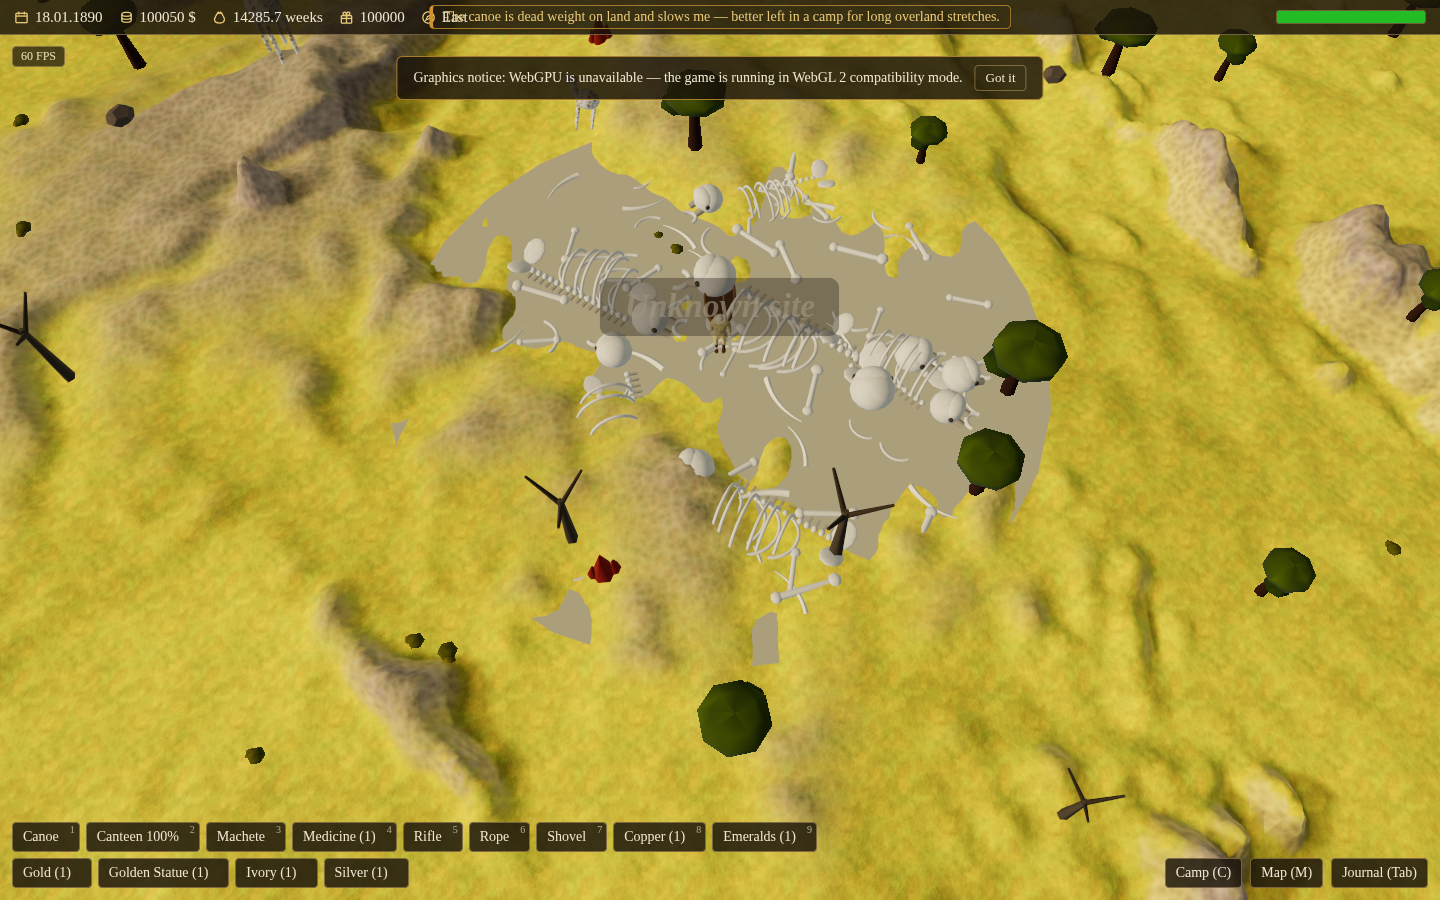 18.01.1890 100050 $ 14285.7 weeks 100000 East
The canoe is dead weight on land and slows me — better left in a camp for long overland stretches.
60 FPS
Graphics notice: WebGPU is unavailable — the game is running in WebGL 2 compatibility mode. Got it
Unknown site
Canoe 1 Canteen 100% 2 Machete 3 Medicine (1) 4 Rifle 5 Rope 6 Shovel 7 Copper (1) 8 Emeralds (1) 9
Gold (1) Golden Statue (1) Ivory (1) Silver (1)
Camp (C) Map (M) Journal (Tab)